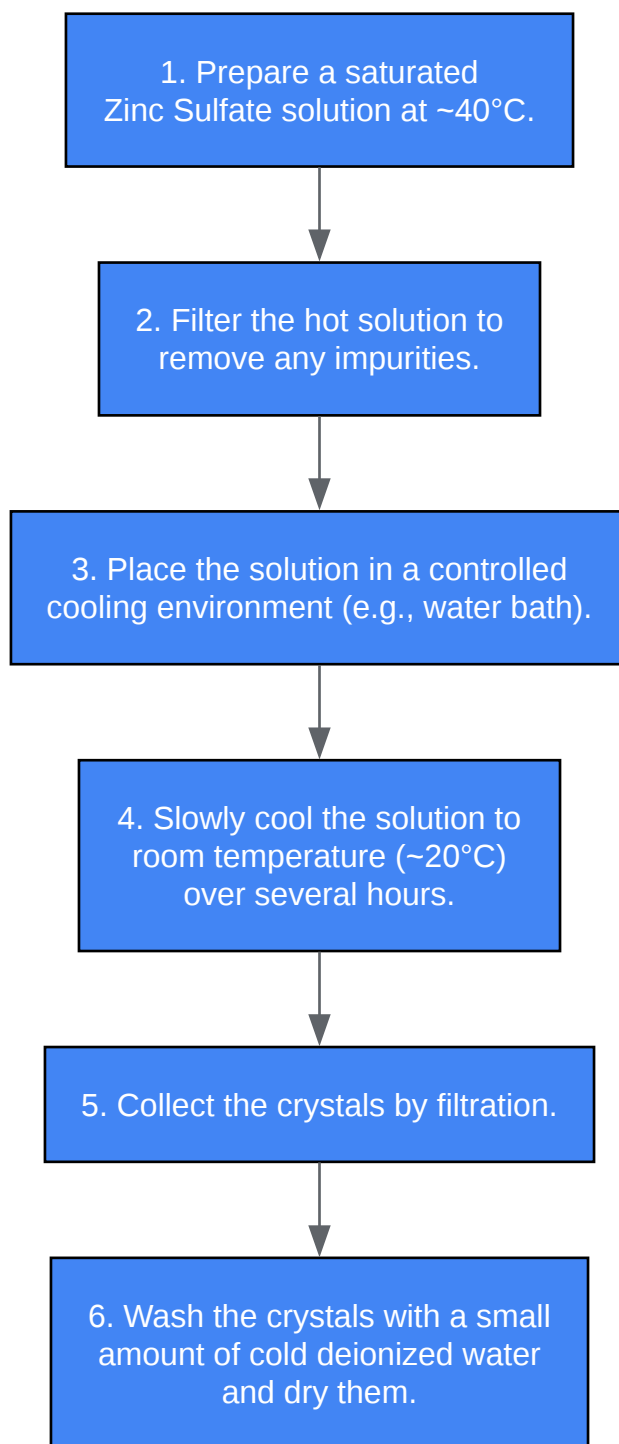 1. Prepare a saturated
Zinc Sulfate solution at ~40°C.
2. Filter the hot solution to
remove any impurities.
3. Place the solution in a controlled
cooling environment (e.g., water bath).
4. Slowly cool the solution to
room temperature (~20°C)
over several hours.
5. Collect the crystals by filtration.
6. Wash the crystals with a small
amount of cold deionized water
and dry them.